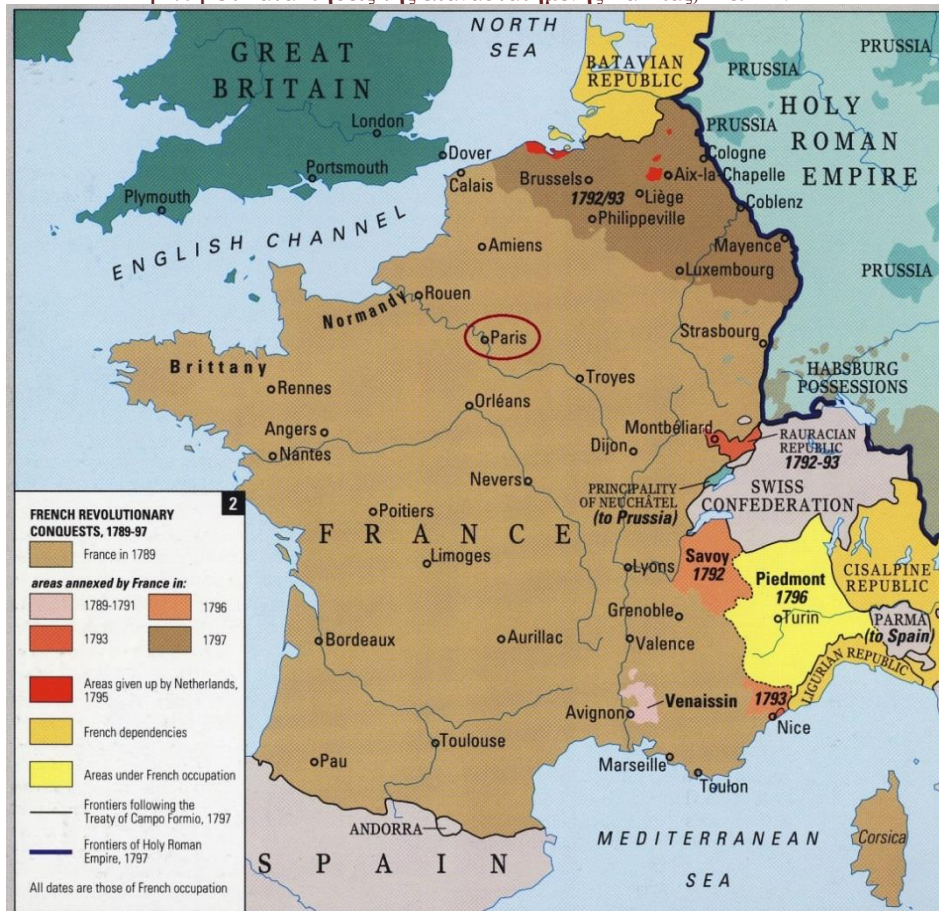 NORTH
SEA
GREAT
BRITAIN
BATAVIAN
REPUBLIC
PRUSSIA
PRUSSIA
PRUSSIA
HOLY
ROMAN
EMPIRE
London
Dover
Portsmouth
Plymouth
Calais
Cologne
Brussels
Aix-la-Chapelle
1792/93
Liège
Coblenz
Philippeville
ENGLISH CHANNEL
Amiens
Mayence
Luxembourg
PRUSSIA
Normandy
Rouen
Paris
Strasbourg
Brittany
Rennes
Troyes
HABSBURG
POSSESSIONS
Orléans
Angers
Nantes
Dijon
Montbéliard
RAURACIAN
REPUBLIC
1792-93
Nevers
PRINCIPALITY
OF NEUCHÂTEL
(to Prussia)
SWISS
CONFEDERATION
Poitiers
FRANCE
Limoges
Lyons
Savoy
1792
Piedmont
1796
Turin
CISALPINE
REPUBLIC
Grenoble
PARMA
(to Spain)
Bordeaux
Aurillac
Valence
LIGURIAN REPUBLIC
Avignon
Venaissin
1793
Nice
Toulouse
Pau
Marseille
Toulon
ANDORRA
SPAIN
MEDITERRANEAN
SEA
Corsica
2
FRENCH REVOLUTIONARY
CONQUESTS, 1789-97
France in 1789
areas annexed by France in:
1789-1791
1796
1793
1797
Areas given up by Netherlands,
1795
French dependencies
Areas under French occupation
Frontiers following the
Treaty of Campo Formio, 1797
Frontiers of Holy Roman
Empire, 1797
All dates are those of French occupation